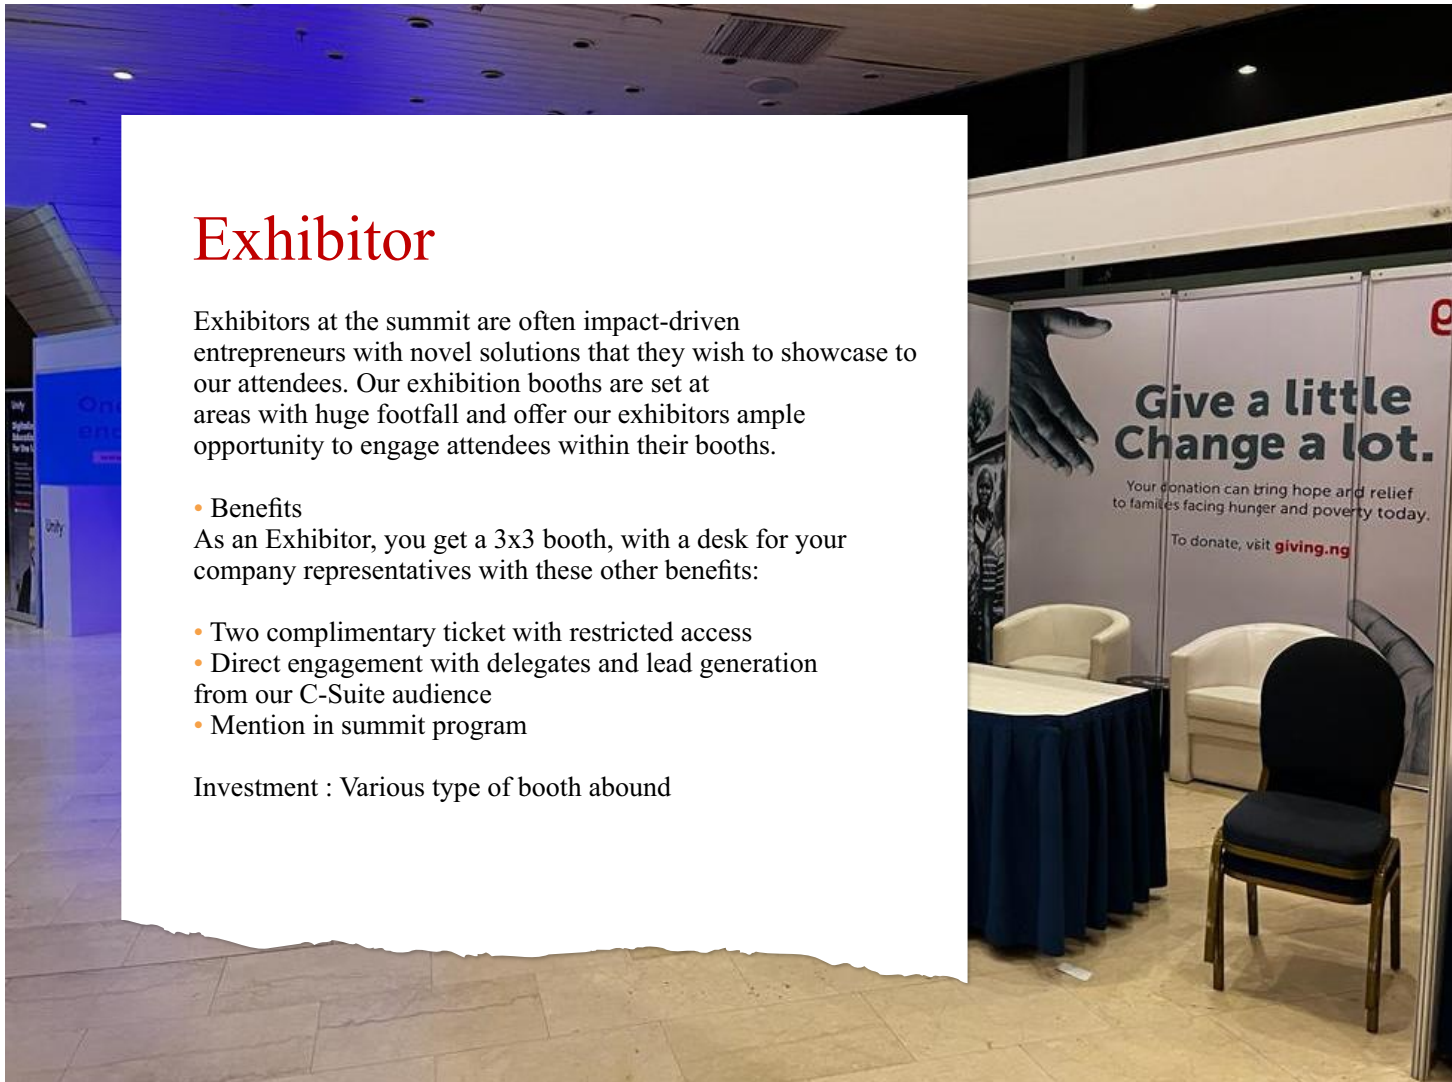 Exhibitor
Exhibitors at the summit are often impact-driven
entrepreneurs with novel solutions that they wish to showcase to
our attendees. Our exhibition booths are set at
areas with huge footfall and offer our exhibitors ample
opportunity to engage attendees within their booths.
• Benefits
As an Exhibitor, you get a 3x3 booth, with a desk for your
company representatives with these other benefits:
• Two complimentary ticket with restricted access
• Direct engagement with delegates and lead generation
from our C-Suite audience
• Mention in summit program
Investment : Various type of booth abound
Give a little
Change a lot.
Your donation can bring hope and relief
to families facing hunger and poverty today.
To donate, visit giving.ng
Unify
Unify